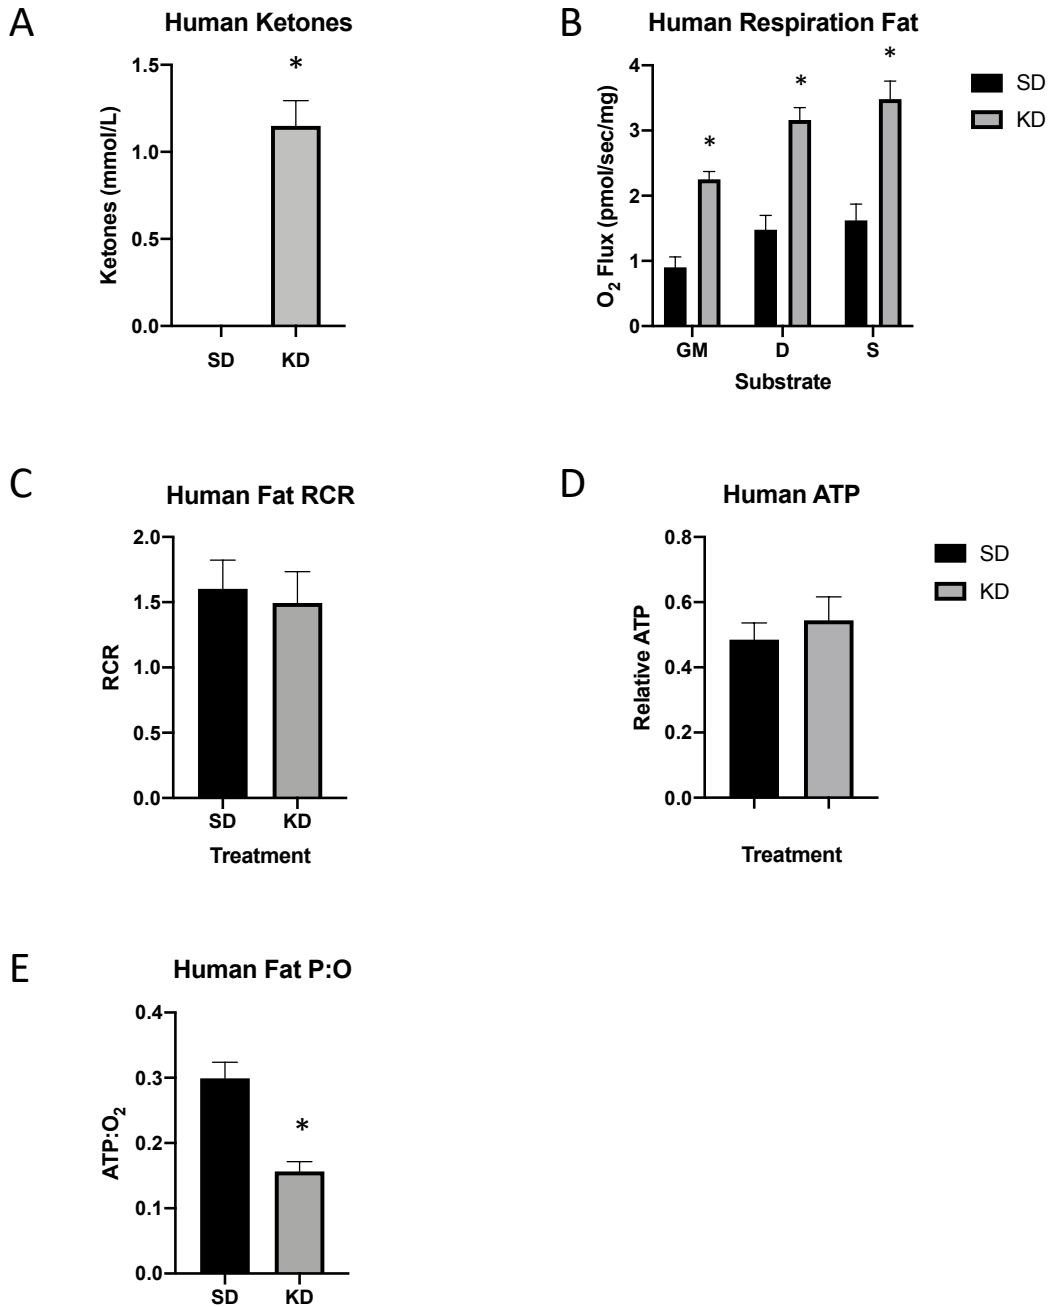 A
Human Ketones
Ketones (mmol/L)
1.5
1.0
0.5
0.0
*
SD KD
B
Human Respiration Fat
O2 Flux (pmol/sec/mg)
4
3
2
1
0
* * *
GM D S
Substrate
SD
KD
C
Human Fat RCR
RCR
2.0
1.5
1.0
0.5
0.0
SD KD
Treatment
D
Human ATP
Relative ATP
0.8
0.6
0.4
0.2
0.0
Treatment
SD
KD
E
Human Fat P:O
ATP:O2
0.4
0.3
0.2
0.1
0.0
*
SD KD